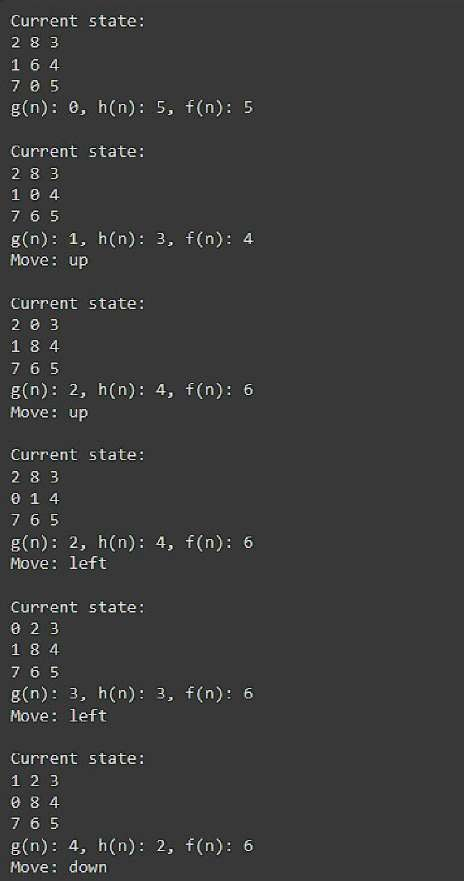 Current state:
2 8 3
1 6 4
7 0 5
g(n): 0, h(n): 5, f(n): 5
Current state:
2 8 3
1 0 4
7 6 5
g(n): 1, h(n): 3, f(n): 4
Move: up
Current state:
2 0 3
1 8 4
7 6 5
g(n): 2, h(n): 4, f(n): 6
Move: up
Current state:
2 8 3
0 1 4
7 6 5
g(n): 2, h(n): 4, f(n): 6
Move: left
Current state:
0 2 3
1 8 4
7 6 5
g(n): 3, h(n): 3, f(n): 6
Move: left
Current state:
1 2 3
0 8 4
7 6 5
g(n): 4, h(n): 2, f(n): 6
Move: down